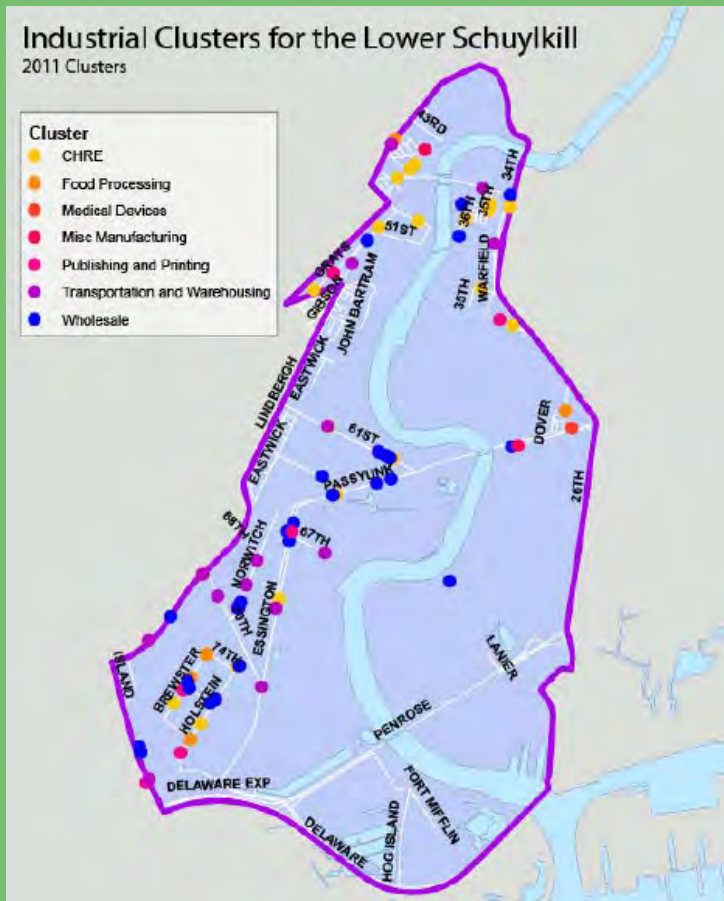 Industrial Clusters for the Lower Schuylkill
2011 Clusters
Cluster
CHRE
Food Processing
Medical Devices
Misc Manufacturing
Publishing and Printing
Transportation and Warehousing
Wholesale
43RD
34TH
36TH
35TH
51ST
GRAYS
GIBSON
JOHN BARTRAM
35TH
WARFIELD
LINDBERGH
EASTWICK
EASTWICK
61ST
DOVER
PASSYUNK
26TH
68TH
67TH
NORWITCH
70TH
ESSINGTON
ISLAND
BREWSTER
74TH
HOLSTEIN
LANIER
PENROSE
DELAWARE EXP
DELAWARE
HOG ISLAND
FORT MIFFLIN